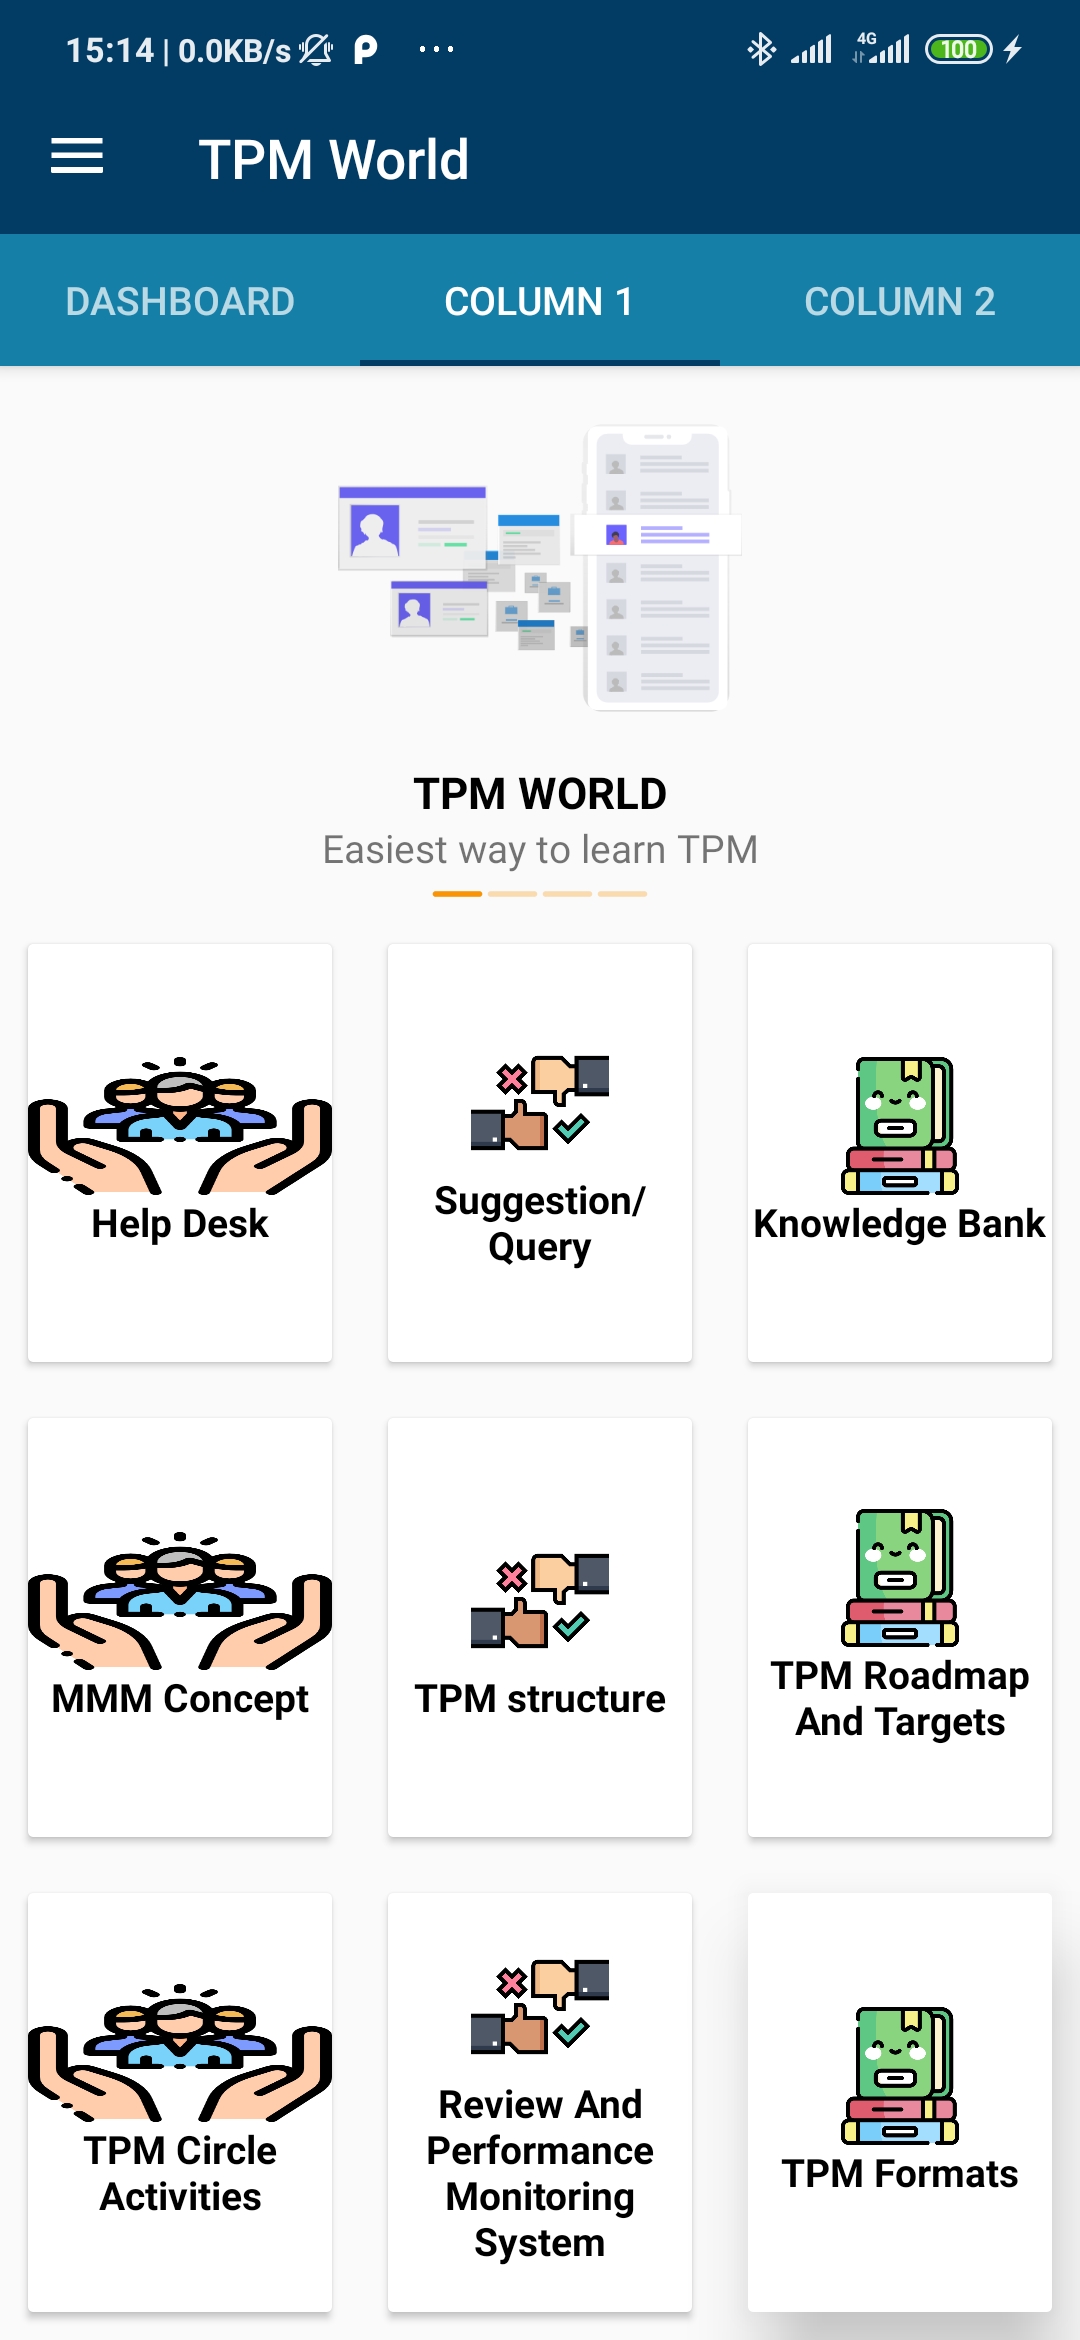 15:14 | 0.0KB/s
4G
100
TPM World
DASHBOARD
COLUMN 1
COLUMN 2
TPM WORLD
Easiest way to learn TPM
Help Desk
Suggestion/
Query
Knowledge Bank
MMM Concept
TPM structure
TPM Roadmap
And Targets
TPM Circle
Activities
Review And
Performance
Monitoring
System
TPM Formats